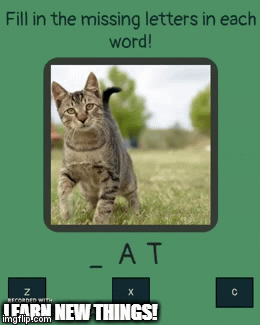 Fill in the missing letters in each
word!
_ A T
Z X C
RECORDED WITH
LEARN NEW THINGS!
imgflip.com